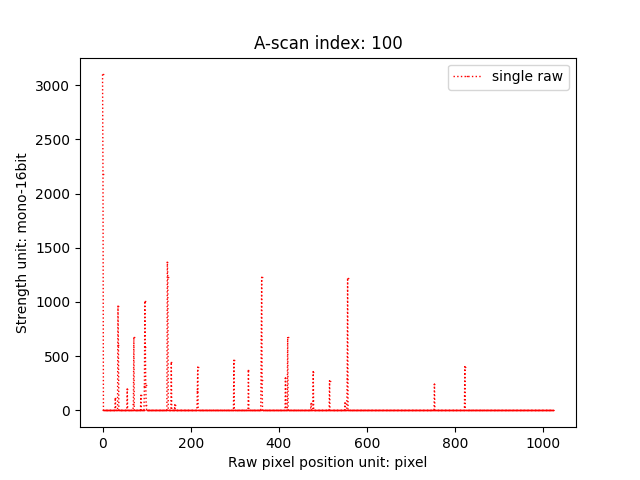 A-scan index: 100
single raw
3000
2500
2000
1500
1000
500
0
Strength unit: mono-16bit
0 200 400 600 800 1000
Raw pixel position unit: pixel